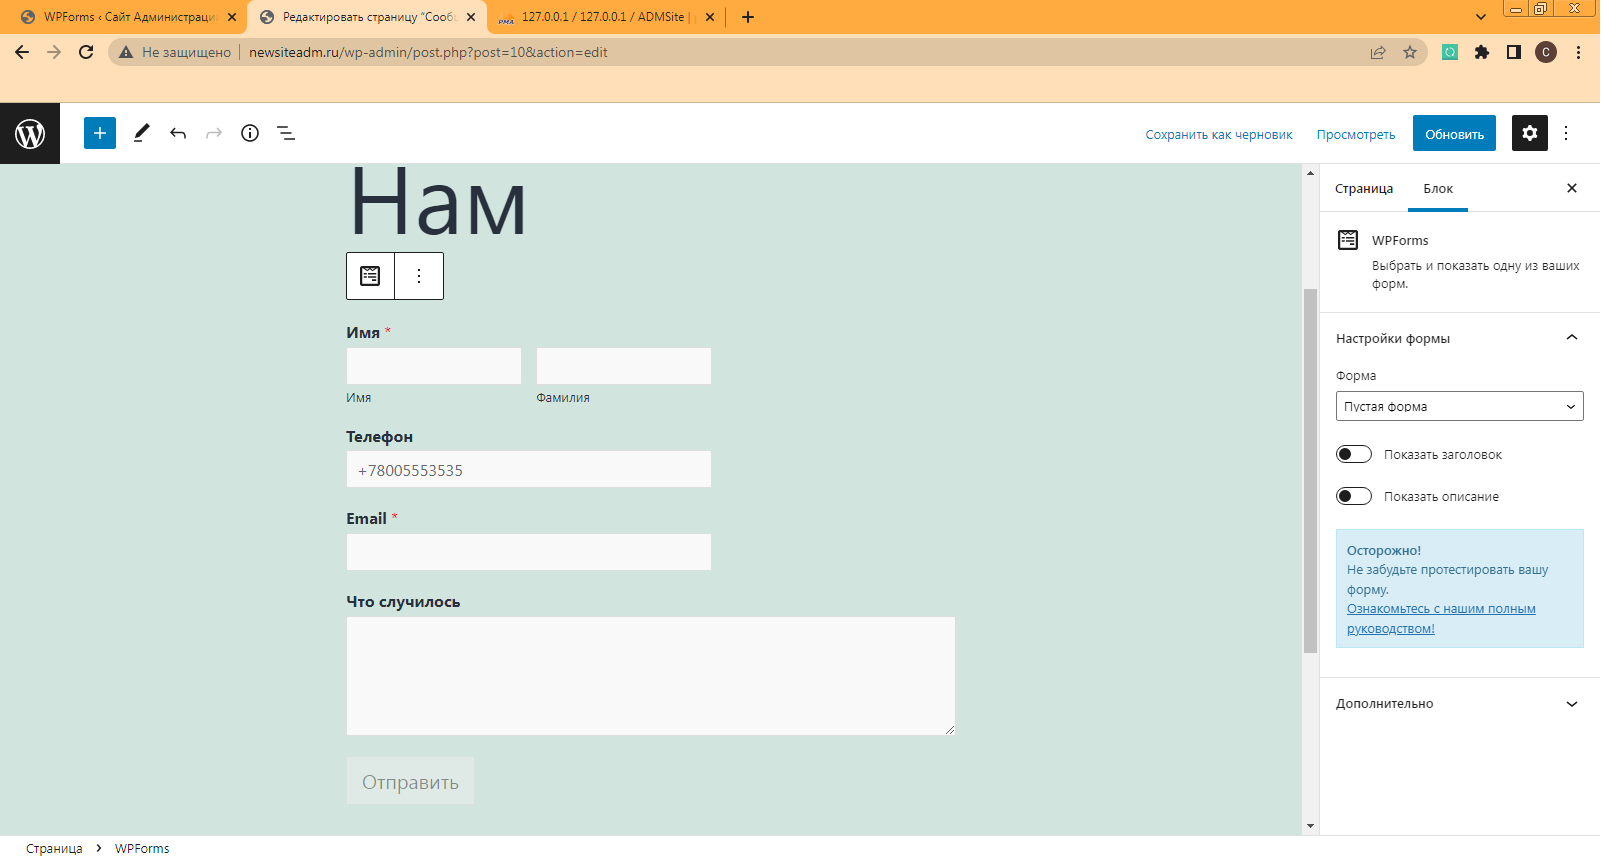 WPForms ‹ Сайт Администраци
Редактировать страницу "Сообщ
127.0.0.1 / 127.0.0.1 / ADMSite |
Не защищено
newsiteadm.ru/wp-admin/post.php?post=10&action=edit
C
Сохранить как черновик
Просмотреть
Обновить
Нам
Имя *
Имя
Фамилия
Телефон
+78005553535
Email *
Что случилось
Отправить
Страница
Блок
WPForms
Выбрать и показать одну из ваших
форм.
Настройки формы
Форма
Пустая форма
Показать заголовок
Показать описание
Осторожно!
Не забудьте протестировать вашу
форму.
Ознакомьтесь с нашим полным
руководством!
Дополнительно
Страница
WPForms